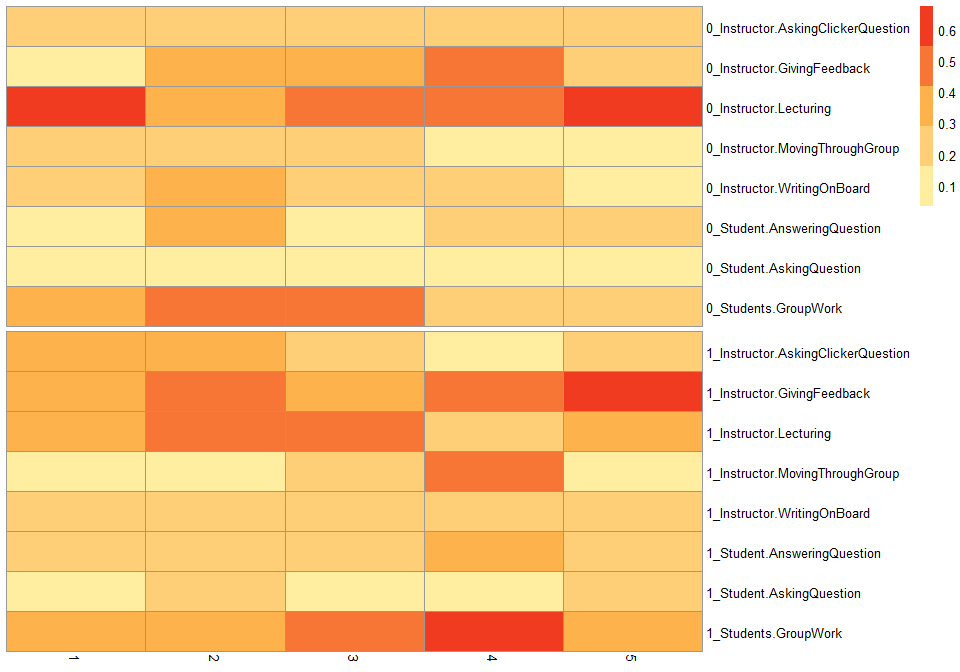 0_Instructor.AskingClickerQuestion
0_Instructor.GivingFeedback
0_Instructor.Lecturing
0_Instructor.MovingThroughGroup
0_Instructor.WritingOnBoard
0_Student.AnsweringQuestion
0_Student.AskingQuestion
0_Students.GroupWork
1_Instructor.AskingClickerQuestion
1_Instructor.GivingFeedback
1_Instructor.Lecturing
1_Instructor.MovingThroughGroup
1_Instructor.WritingOnBoard
1_Student.AnsweringQuestion
1_Student.AskingQuestion
1_Students.GroupWork
1 2 3 4 5
0.6
0.5
0.4
0.3
0.2
0.1